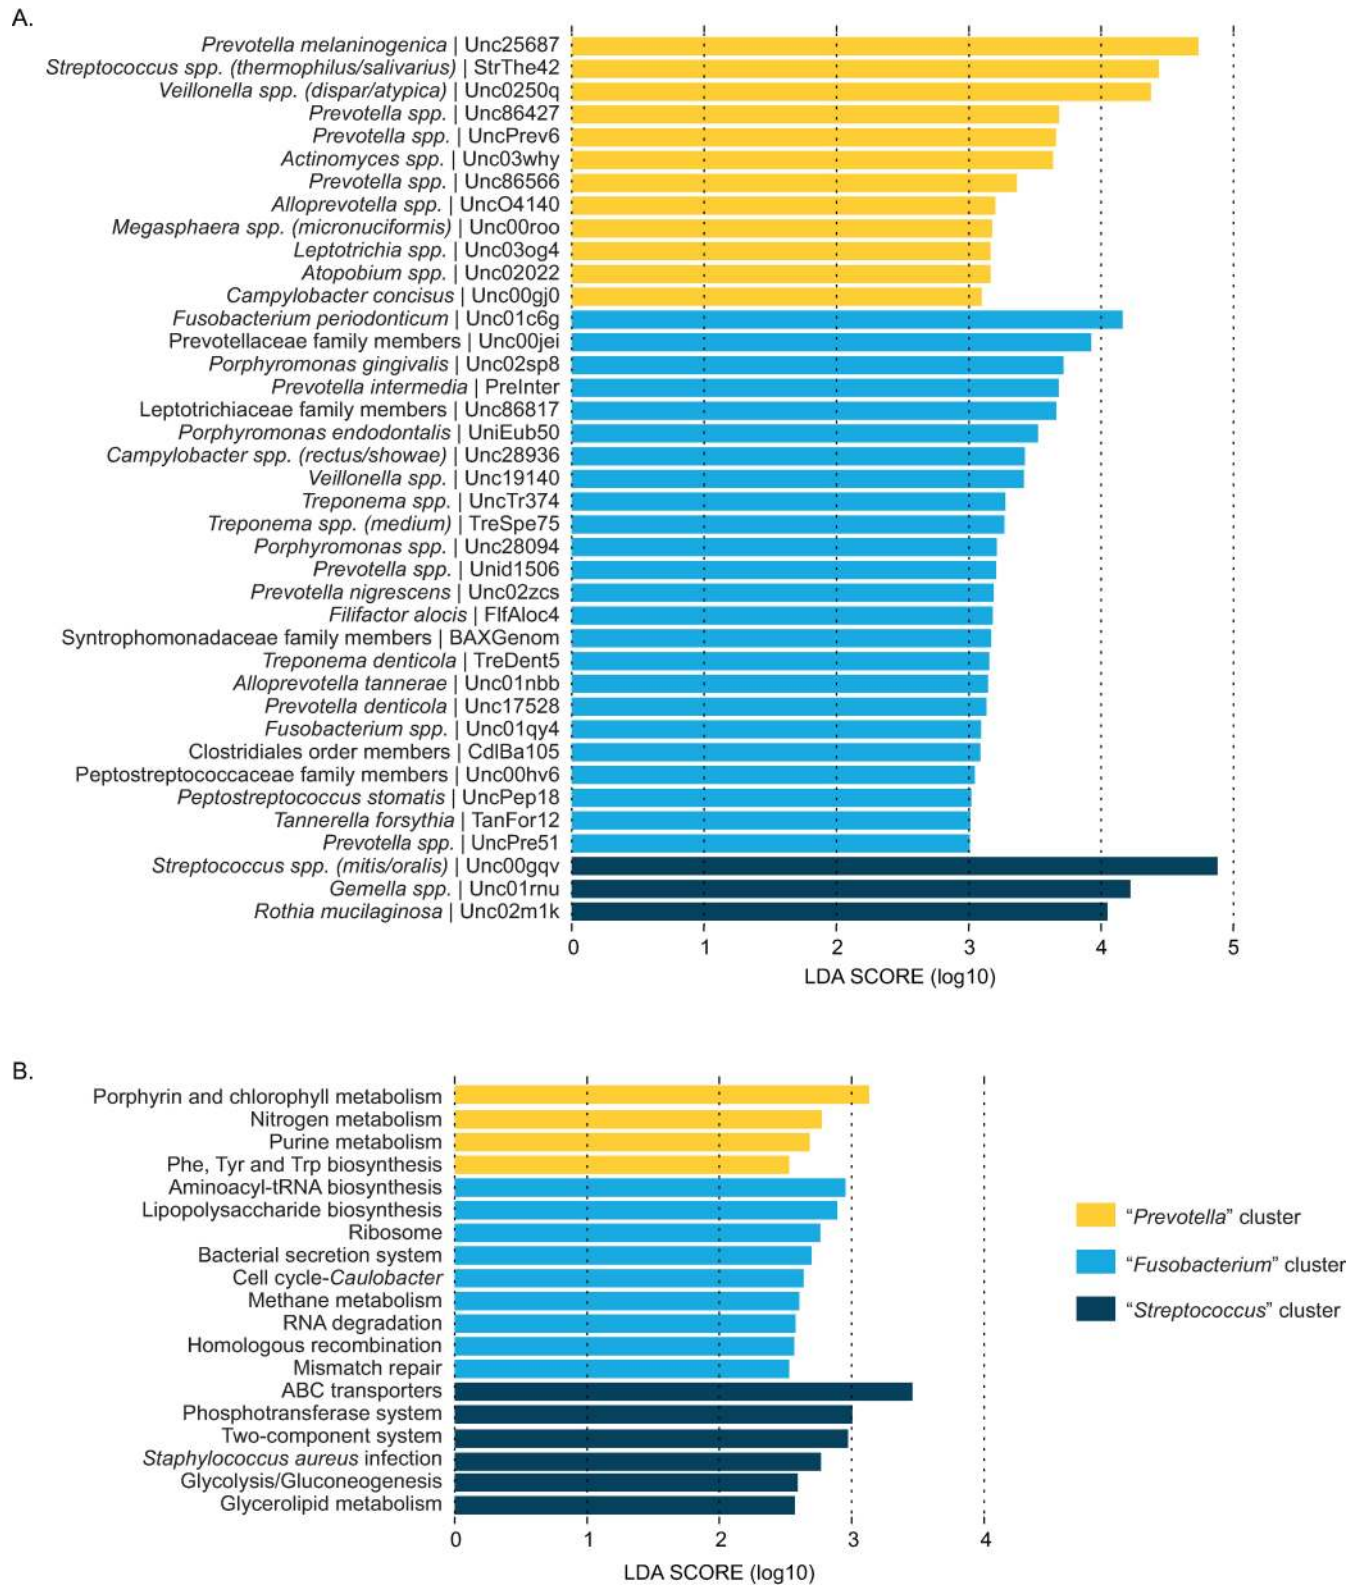 A.
Prevotella melaninogenica | Unc25687
Streptococcus spp. (thermophilus/salivarius) | StrThe42
Veillonella spp. (dispar/atypica) | Unc0250q
Prevotella spp. | Unc86427
Prevotella spp. | UncPrev6
Actinomyces spp. | Unc03why
Prevotella spp. | Unc86566
Alloprevotella spp. | UncO4140
Megasphaera spp. (micronuciformis) | Unc00roo
Leptotrichia spp. | Unc03og4
Atopobium spp. | Unc02022
Campylobacter concisus | Unc00gj0
Fusobacterium periodonticum | Unc01c6g
Prevotellaceae family members | Unc00jei
Porphyromonas gingivalis | Unc02sp8
Prevotella intermedia | PreInter
Leptotrichiaceae family members | Unc86817
Porphyromonas endodontalis | UniEub50
Campylobacter spp. (rectus/showae) | Unc28936
Veillonella spp. | Unc19140
Treponema spp. | UncTr374
Treponema spp. (medium) | TreSpe75
Porphyromonas spp. | Unc28094
Prevotella spp. | Unid1506
Prevotella nigrescens | Unc02zcs
Filifactor alocis | FlfAloc4
Syntrophomonadaceae family members | BAXGenom
Treponema denticola | TreDent5
Alloprevotella tannerae | Unc01nbb
Prevotella denticola | Unc17528
Fusobacterium spp. | Unc01qy4
Clostridiales order members | CdlBa105
Peptostreptococcaceae family members | Unc00hv6
Peptostreptococcus stomatis | UncPep18
Tannerella forsythia | TanFor12
Prevotella spp. | UncPre51
Streptococcus spp. (mitis/oralis) | Unc00gqv
Gemella spp. | Unc01rnu
Rothia mucilaginosa | Unc02m1k
0 1 2 3 4 5
LDA SCORE (log10)
B.
Porphyrin and chlorophyll metabolism
Nitrogen metabolism
Purine metabolism
Phe, Tyr and Trp biosynthesis
Aminoacyl-tRNA biosynthesis
Lipopolysaccharide biosynthesis
Ribosome
Bacterial secretion system
Cell cycle-Caulobacter
Methane metabolism
RNA degradation
Homologous recombination
Mismatch repair
ABC transporters
Phosphotransferase system
Two-component system
Staphylococcus aureus infection
Glycolysis/Gluconeogenesis
Glycerolipid metabolism
0 1 2 3 4
LDA SCORE (log10)
“Prevotella” cluster
“Fusobacterium” cluster
“Streptococcus” cluster